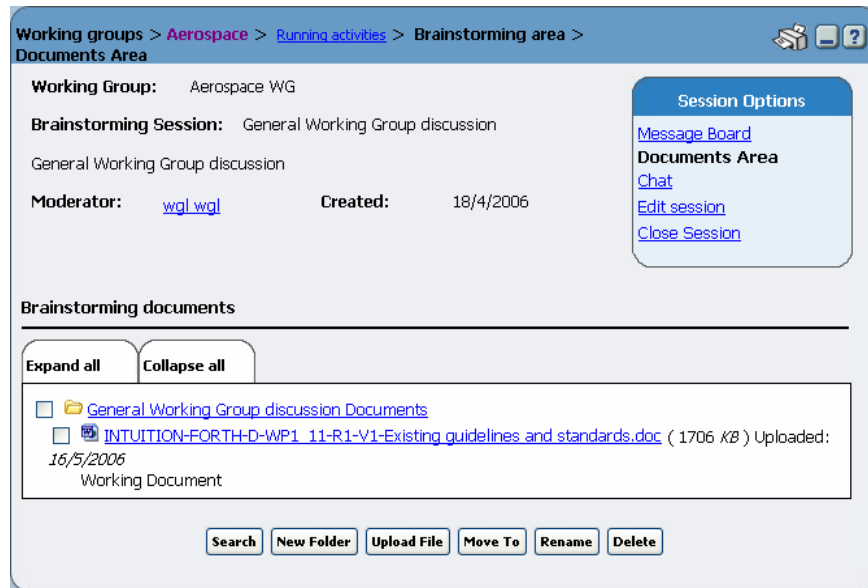 Working groups > Aerospace > Running activities > Brainstorming area >
Documents Area
?
Working Group: Aerospace WG
Brainstorming Session: General Working Group discussion
General Working Group discussion
Moderator: wgl wgl Created: 18/4/2006
Session Options
Message Board
Documents Area
Chat
Edit session
Close Session
Brainstorming documents
Expand all Collapse all
General Working Group discussion Documents
INTUITION-FORTH-D-WP1_11-R1-V1-Existing guidelines and standards.doc ( 1706 KB ) Uploaded:
16/5/2006
Working Document
Search New Folder Upload File Move To Rename Delete